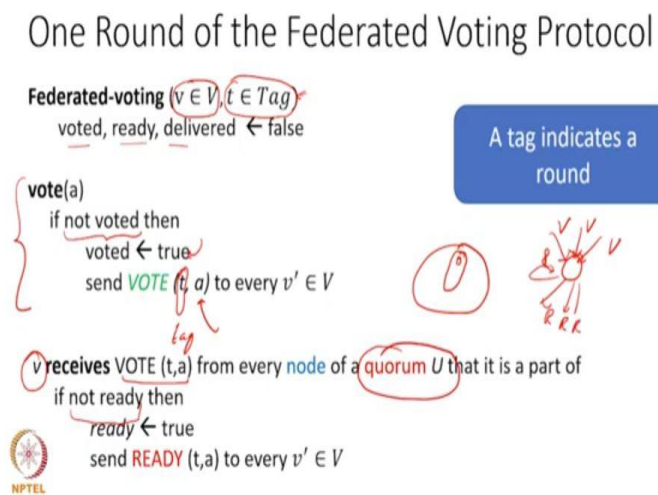 One Round of the Federated Voting Protocol
Federated-voting (v ∈ V, t ∈ Tag)
voted, ready, delivered ← false
A tag indicates a
round
vote(a)
if not voted then
voted ← true
send VOTE (t, a) to every v' ∈ V
tag
V V V
R R R
v receives VOTE (t,a) from every node of a quorum U that it is a part of
if not ready then
ready ← true
send READY (t,a) to every v' ∈ V
NPTEL